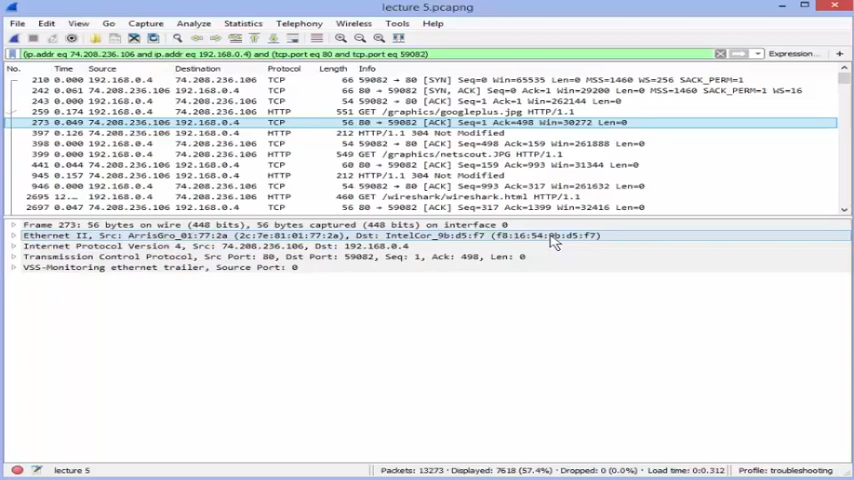 lecture 5.pcapng
File Edit View Go Capture Analyze Statistics Telephony Wireless Tools Help
(ip.addr eq 74.208.236.106 and ip.addr eq 192.168.0.4) and (tcp.port eq 80 and tcp.port eq 59082) Expression... +
No. Time Source Destination Protocol Length Info
210 0.000 192.168.0.4 74.208.236.106 TCP 66 59082 → 80 [SYN] Seq=0 Win=65535 Len=0 MSS=1460 WS=256 SACK_PERM=1
242 0.061 74.208.236.106 192.168.0.4 TCP 66 80 → 59082 [SYN, ACK] Seq=0 Ack=1 Win=29200 Len=0 MSS=1460 WS=16
243 0.000 192.168.0.4 74.208.236.106 TCP 54 59082 → 80 [ACK] Seq=1 Ack=1 Win=262144 Len=0
259 0.174 192.168.0.4 74.208.236.106 HTTP 551 GET /graphics/googleplus.jpg HTTP/1.1
273 0.049 74.208.236.106 192.168.0.4 TCP 56 80 → 59082 [ACK] Seq=1 Ack=498 Win=30272 Len=0
397 0.126 74.208.236.106 192.168.0.4 HTTP 212 HTTP/1.1 304 Not Modified
398 0.000 192.168.0.4 74.208.236.106 TCP 54 59082 → 80 [ACK] Seq=498 Ack=159 Win=261888 Len=0
399 0.000 192.168.0.4 74.208.236.106 HTTP 549 GET /graphics/netscout.JPG HTTP/1.1
441 0.044 74.208.236.106 192.168.0.4 TCP 60 80 → 59082 [ACK] Seq=159 Ack=993 Win=31344 Len=0
945 0.157 74.208.236.106 192.168.0.4 HTTP 212 HTTP/1.1 304 Not Modified
946 0.000 192.168.0.4 74.208.236.106 TCP 54 59082 → 80 [ACK] Seq=993 Ack=317 Win=261632 Len=0
2695 12.… 192.168.0.4 74.208.236.106 HTTP 460 GET /wireshark/wireshark.html HTTP/1.1
2697 0.047 74.208.236.106 192.168.0.4 TCP 56 80 → 59082 [ACK] Seq=317 Ack=1399 Win=32416 Len=0
Frame 273: 56 bytes on wire (448 bits), 56 bytes captured (448 bits) on interface 0
Ethernet II, Src: ArrisGro_01:77:2a (2c:7e:81:01:77:2a), Dst: IntelCor_9b:d5:f7 (f8:16:54:9b:d5:f7)
Internet Protocol Version 4, Src: 74.208.236.106, Dst: 192.168.0.4
Transmission Control Protocol, Src Port: 80, Dst Port: 59082, Seq: 1, Ack: 498, Len: 0
VSS-Monitoring ethernet trailer, Source Port: 0
lecture 5 Packets: 13273 · Displayed: 7618 (57.4%) · Dropped: 0 (0.0%) · Load time: 0:0.312 Profile: troubleshooting